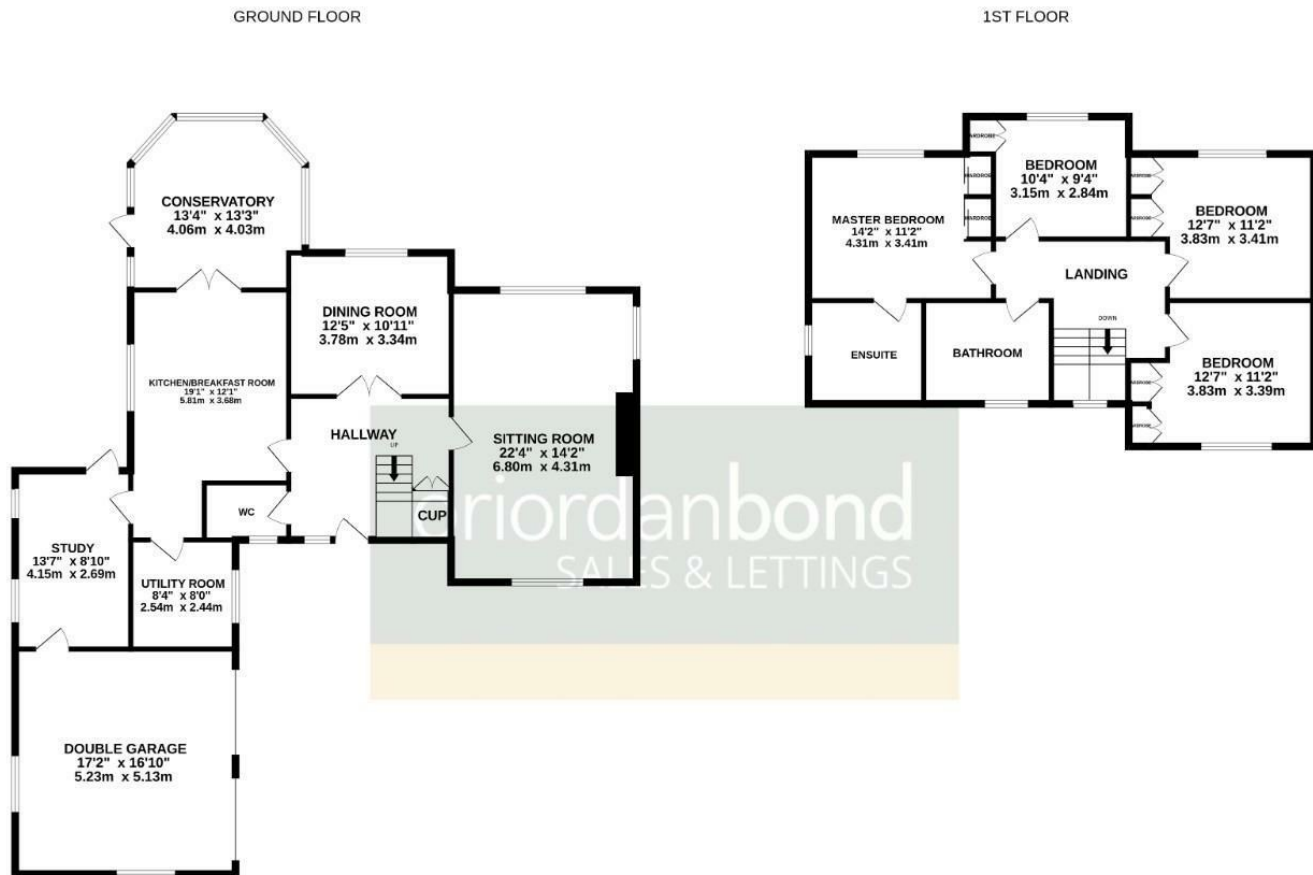 GROUND FLOOR
1ST FLOOR
CONSERVATORY
13'4" x 13'3"
4.06m x 4.03m
DINING ROOM
12'5" x 10'11"
3.78m x 3.34m
KITCHEN/BREAKFAST ROOM
19'1" x 12'1"
5.81m x 3.68m
HALLWAY
UP
SITTING ROOM
22'4" x 14'2"
6.80m x 4.31m
WC
CUP
STUDY
13'7" x 8'10"
4.15m x 2.69m
UTILITY ROOM
8'4" x 8'0"
2.54m x 2.44m
DOUBLE GARAGE
17'2" x 16'10"
5.23m x 5.13m
BEDROOM
10'4" x 9'4"
3.15m x 2.84m
MASTER BEDROOM
14'2" x 11'2"
4.31m x 3.41m
BEDROOM
12'7" x 11'2"
3.83m x 3.41m
LANDING
DOWN
ENSUITE
BATHROOM
BEDROOM
12'7" x 11'2"
3.83m x 3.39m
oriordanbond
SALES & LETTINGS